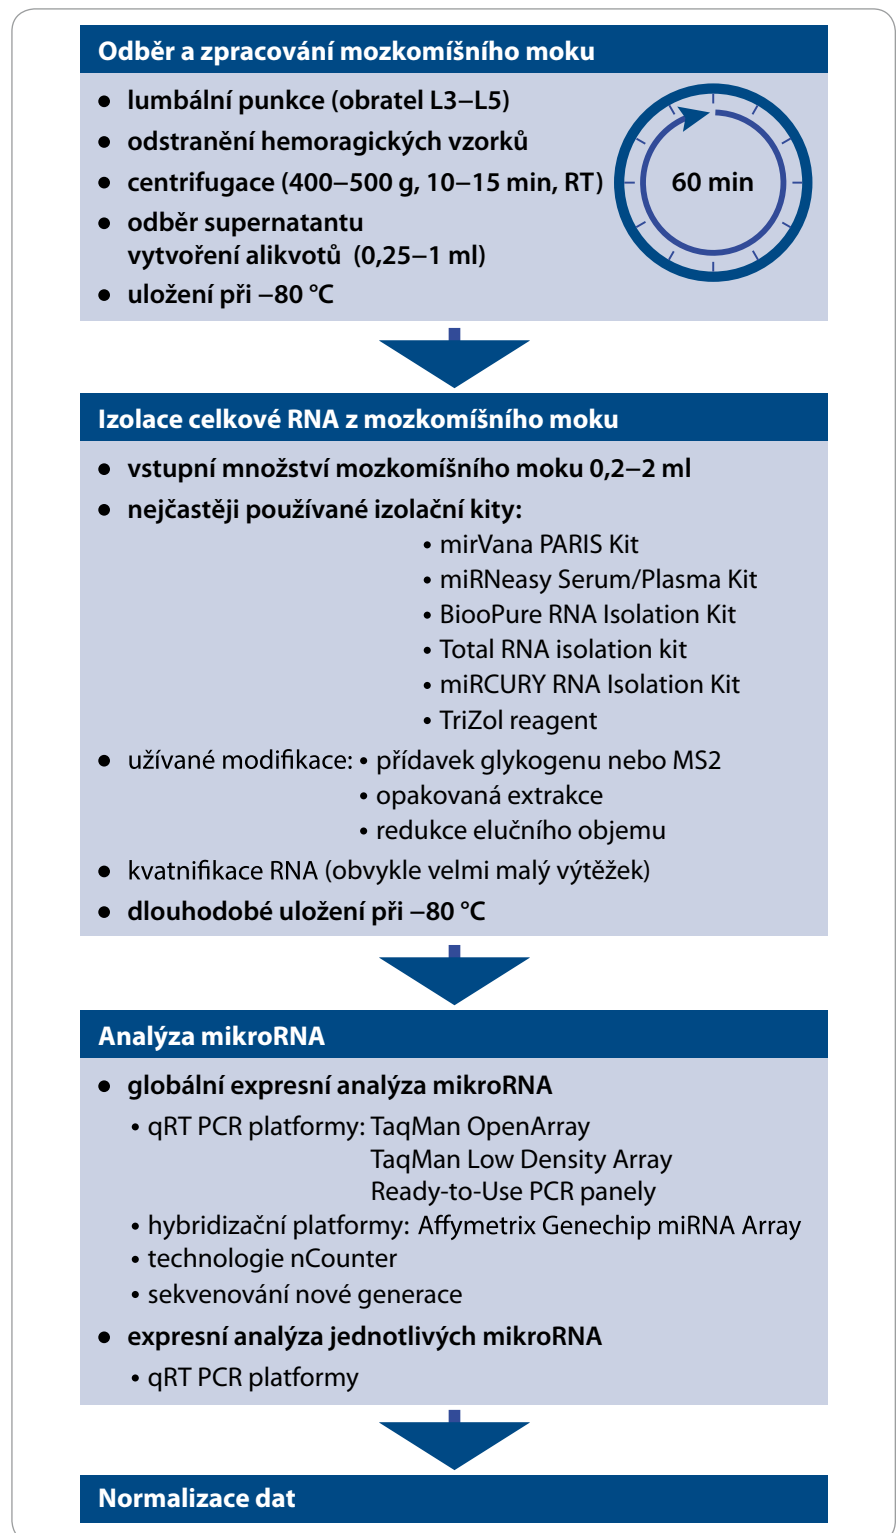 Odběr a zpracování mozkomíšního moku
• lumbální punkce (obratel L3–L5)
• odstranění hemoragických vzorků
• centrifugace (400–500 g, 10–15 min, RT)
60 min
• odběr supernatantu
vytvoření alikvotů (0,25–1 ml)
• uložení při –80 °C
Izolace celkové RNA z mozkomíšního moku
• vstupní množství mozkomíšního moku 0,2–2 ml
• nejčastěji používané izolační kity:
• mirVana PARIS Kit
• miRNeasy Serum/Plasma Kit
• BiooPure RNA Isolation Kit
• Total RNA isolation kit
• miRCURY RNA Isolation Kit
• TriZol reagent
• užívané modifikace: • přídavek glykogenu nebo MS2
• opakovaná extrakce
• redukce elučního objemu
• kvatnifikace RNA (obvykle velmi malý výtěžek)
• dlouhodobé uložení při –80 °C
Analýza mikroRNA
• globální expresní analýza mikroRNA
• qRT PCR platformy: TaqMan OpenArray
TaqMan Low Density Array
Ready-to-Use PCR panely
• hybridizační platformy: Affymetrix Genechip miRNA Array
• technologie nCounter
• sekvenování nové generace
• expresní analýza jednotlivých mikroRNA
• qRT PCR platformy
Normalizace dat